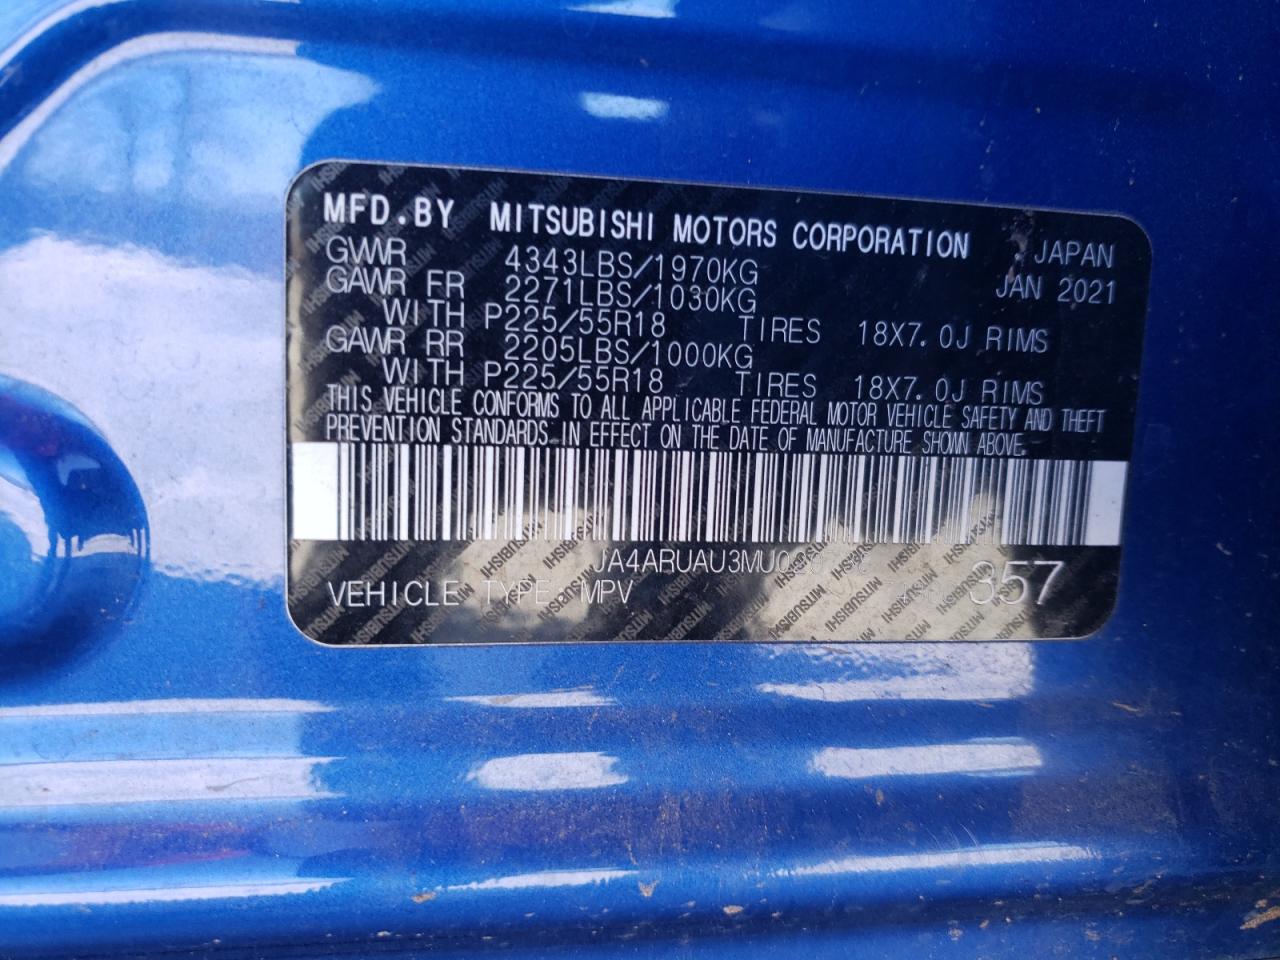 MFD.BY MITSUBISHI MOTORS CORPORATION JAPAN
GVWR 4343LBS/1970KG JAN 2021
GAWR FR 2271LBS/1030KG
WITH P225/55R18 TIRES 18X7.0J RIMS
GAWR RR 2205LBS/1000KG
WITH P225/55R18 TIRES 18X7.0J RIMS
THIS VEHICLE CONFORMS TO ALL APPLICABLE FEDERAL MOTOR VEHICLE SAFETY AND THEFT
PREVENTION STANDARDS IN EFFECT ON THE DATE OF MANUFACTURE SHOWN ABOVE.
VEHICLE TYPE MPV 357